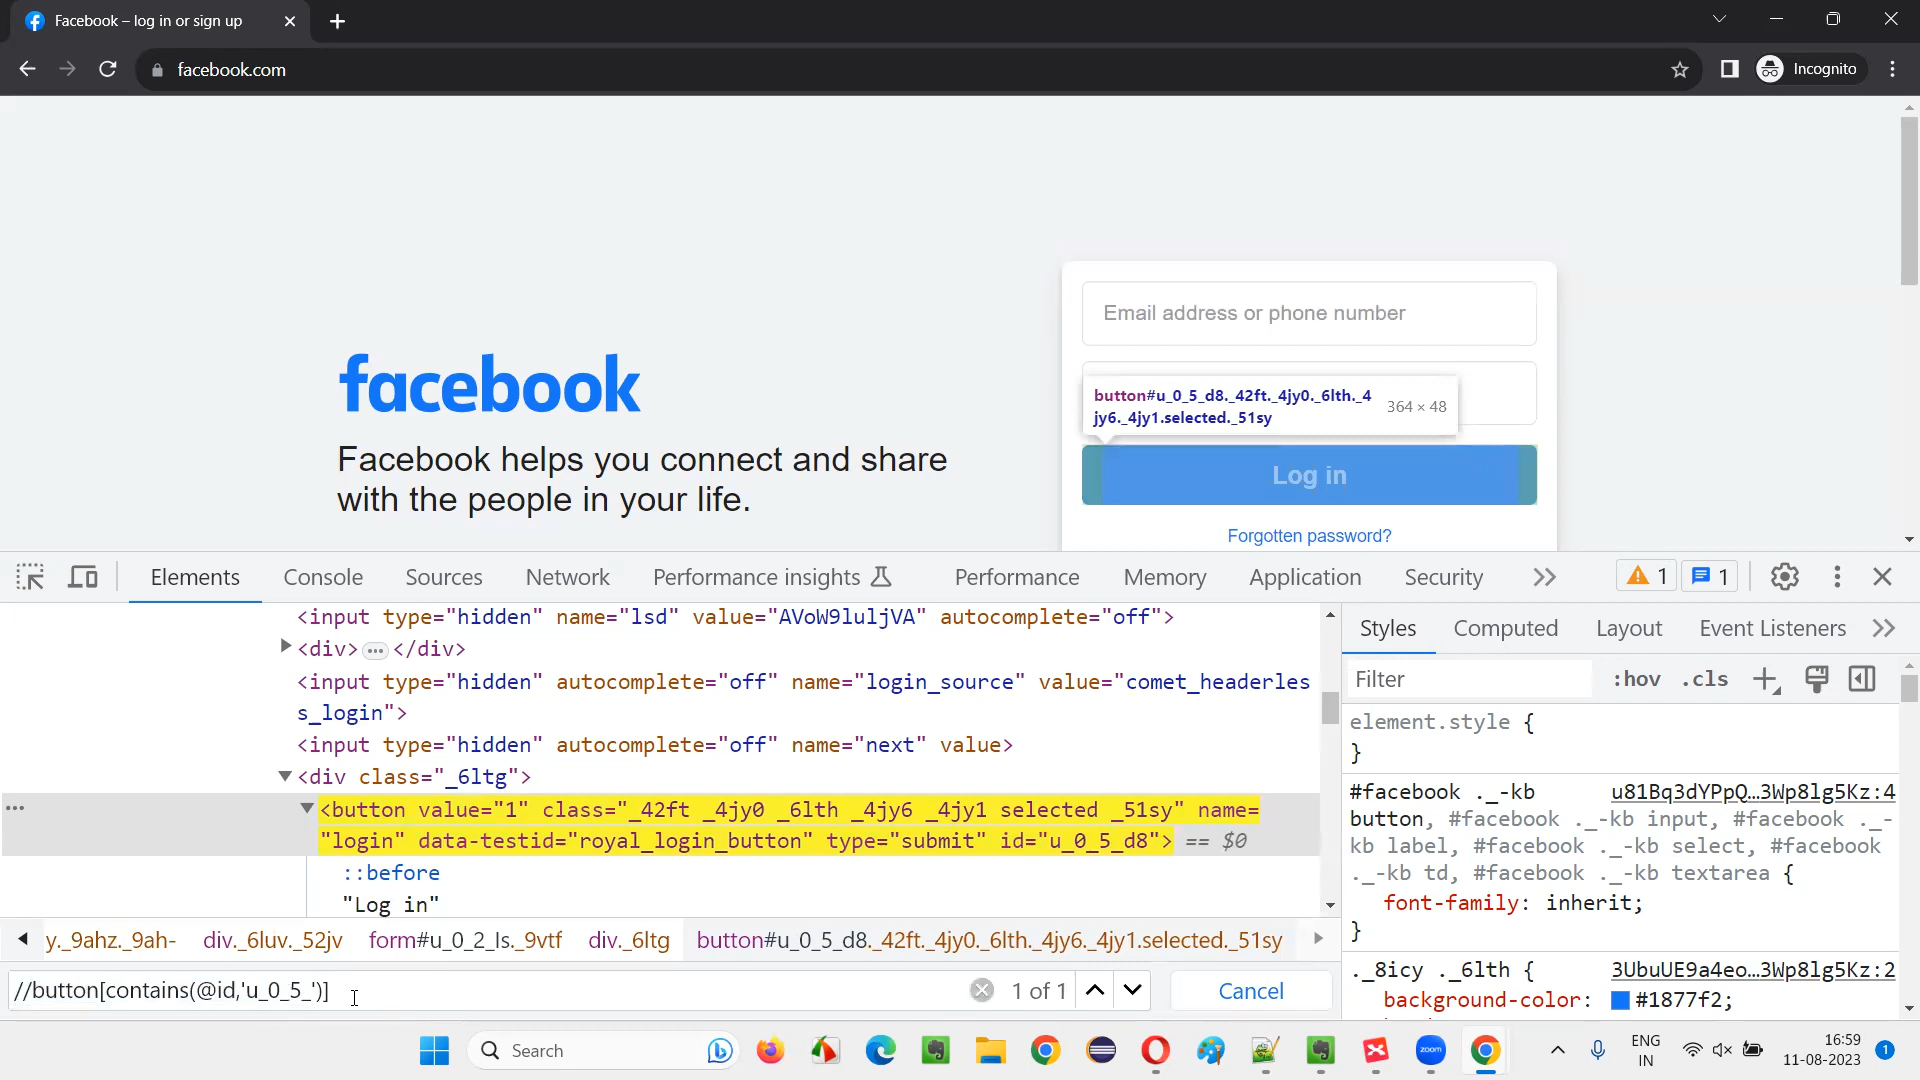 Facebook – log in or sign up
facebook.com
Incognito
facebook
Facebook helps you connect and share
with the people in your life.
Email address or phone number
button#u_0_5_d8._42ft._4jy0._6lth._4
jy6._4jy1.selected._51sy
364 × 48
Log in
Forgotten password?
Elements Console Sources Network Performance insights Performance Memory Application Security
1 1
<input type="hidden" name="lsd" value="AVoW9luljVA" autocomplete="off">
<div> … </div>
<input type="hidden" autocomplete="off" name="login_source" value="comet_headerles
s_login">
<input type="hidden" autocomplete="off" name="next" value>
<div class="_6ltg">
<button value="1" class="_42ft _4jy0 _6lth _4jy6 _4jy1 selected _51sy" name=
"login" data-testid="royal_login_button" type="submit" id="u_0_5_d8"> == $0
::before
"Log in"
y._9ahz._9ah- div._6luv._52jv form#u_0_2_ls._9vtf div._6ltg button#u_0_5_d8._42ft._4jy0._6lth._4jy6._4jy1.selected._51sy
//button[contains(@id,'u_0_5_')]
1 of 1
Cancel
Styles Computed Layout Event Listeners
Filter
:hov .cls
element.style {
}
#facebook ._-kb u81Bq3dYPpQ…3Wp8lg5Kz:4
button, #facebook ._-kb input, #facebook ._-
kb label, #facebook ._-kb select, #facebook
._-kb td, #facebook ._-kb textarea {
font-family: inherit;
}
._8icy ._6lth { 3UbuUE9a4eo…3Wp8lg5Kz:2
background-color: #1877f2;
Search
zoom
ENG
IN
16:59
11-08-2023
1